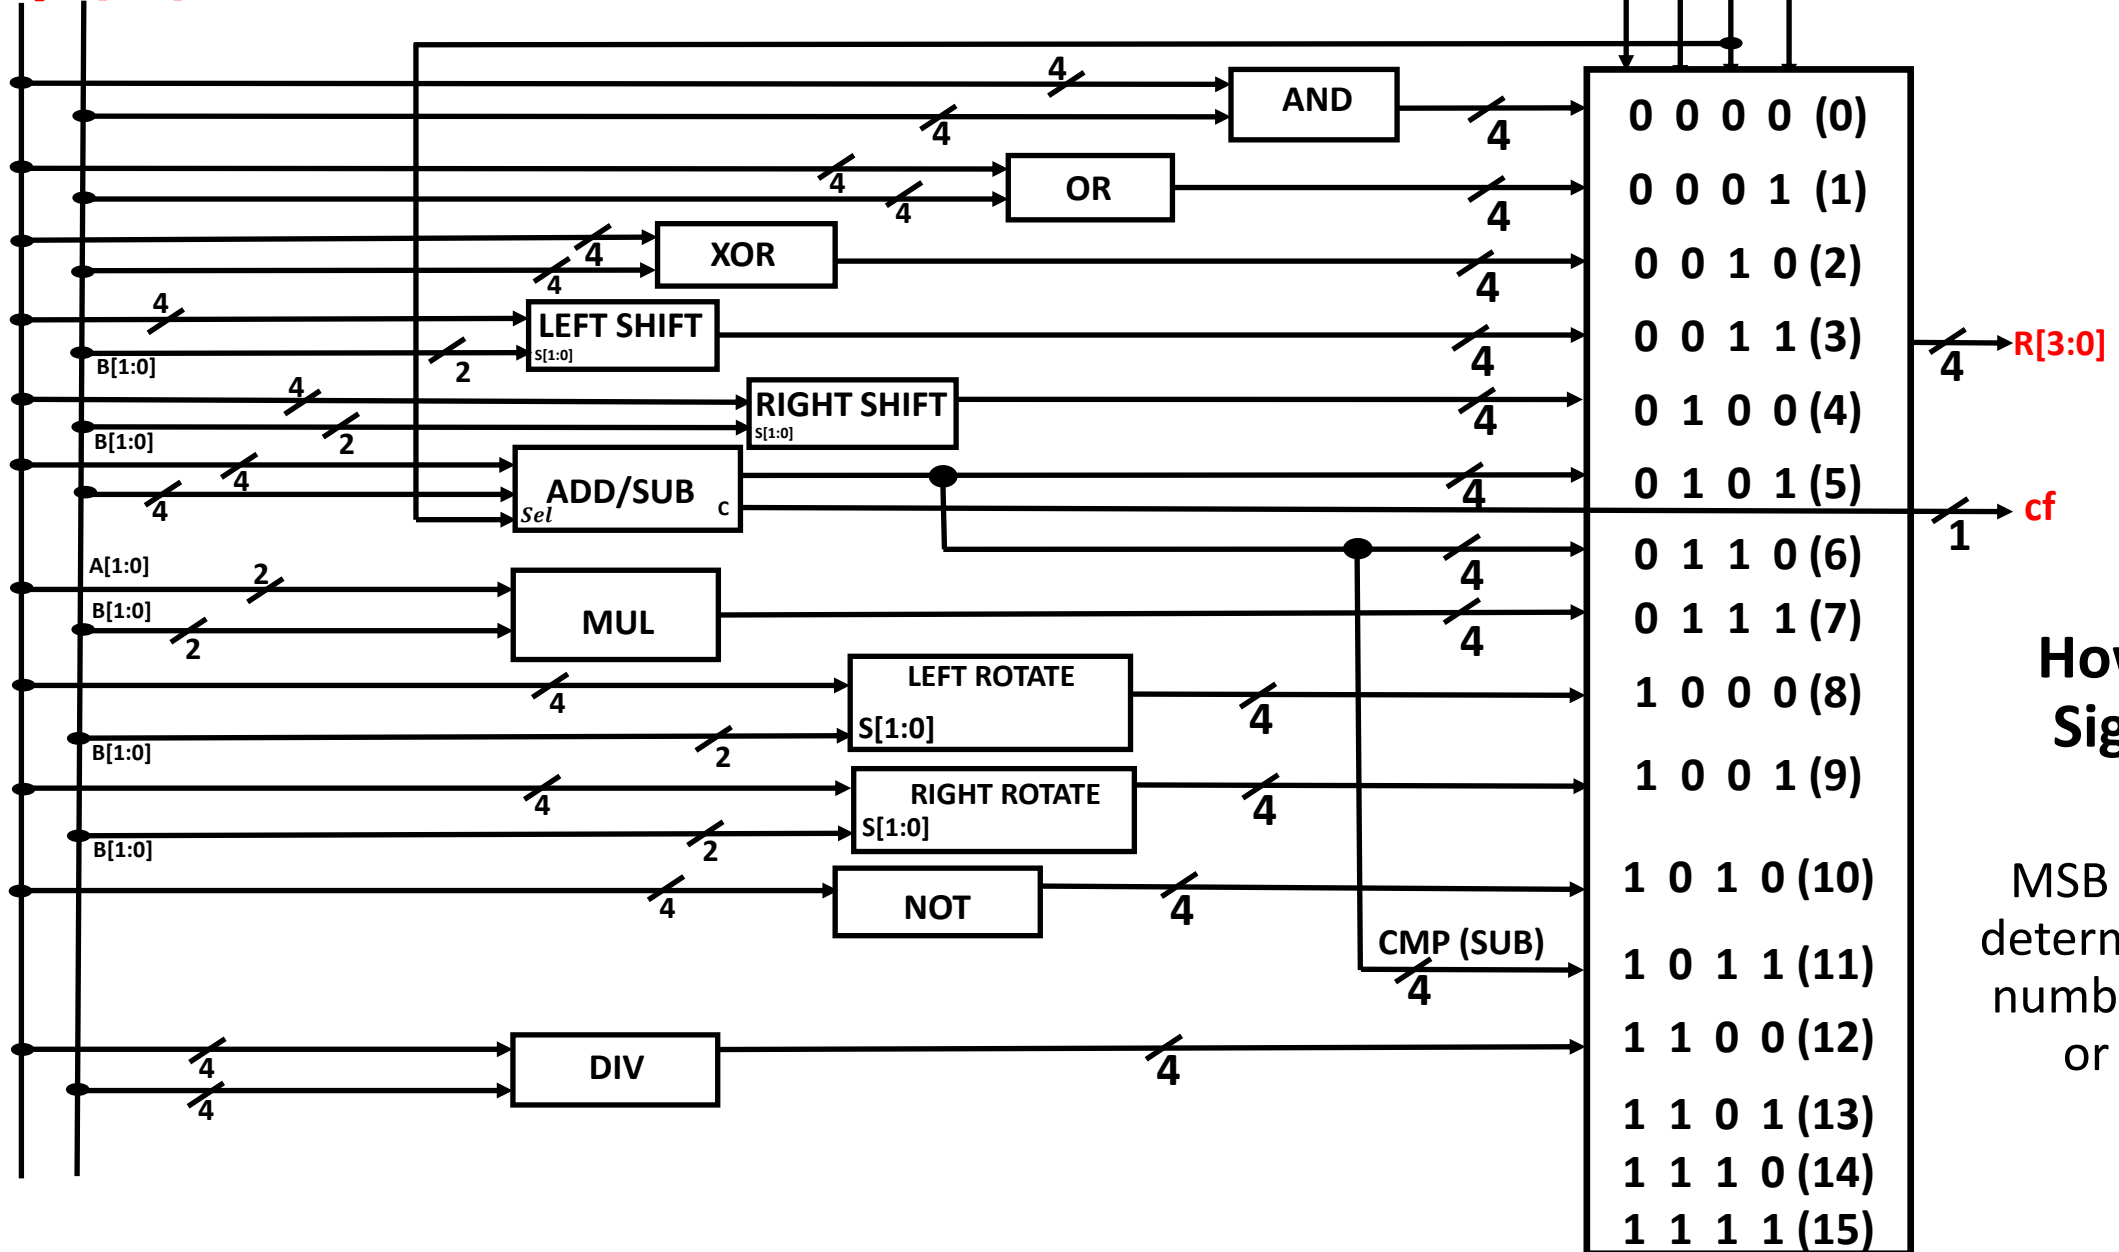 4
AND
4
4
0 0 0 0 (0)
4
OR
4
4
0 0 0 1 (1)
4
XOR
4
4
0 0 1 0 (2)
4
LEFT SHIFT
S[1:0]
B[1:0]
2
4
0 0 1 1 (3)
R[3:0]
4
4
RIGHT SHIFT
S[1:0]
B[1:0]
2
4
0 1 0 0 (4)
4
4
ADD/SUB
Sel
C
4
0 1 0 1 (5)
cf
1
4
0 1 1 0 (6)
A[1:0]
2
B[1:0]
2
MUL
4
0 1 1 1 (7)
LEFT ROTATE
S[1:0]
4
B[1:0]
2
4
1 0 0 0 (8)
RIGHT ROTATE
S[1:0]
4
B[1:0]
2
4
1 0 0 1 (9)
4
NOT
4
1 0 1 0 (10)
CMP (SUB)
4
1 0 1 1 (11)
4
4
DIV
4
1 1 0 0 (12)
1 1 0 1 (13)
1 1 1 0 (14)
1 1 1 1 (15)
MSB
or